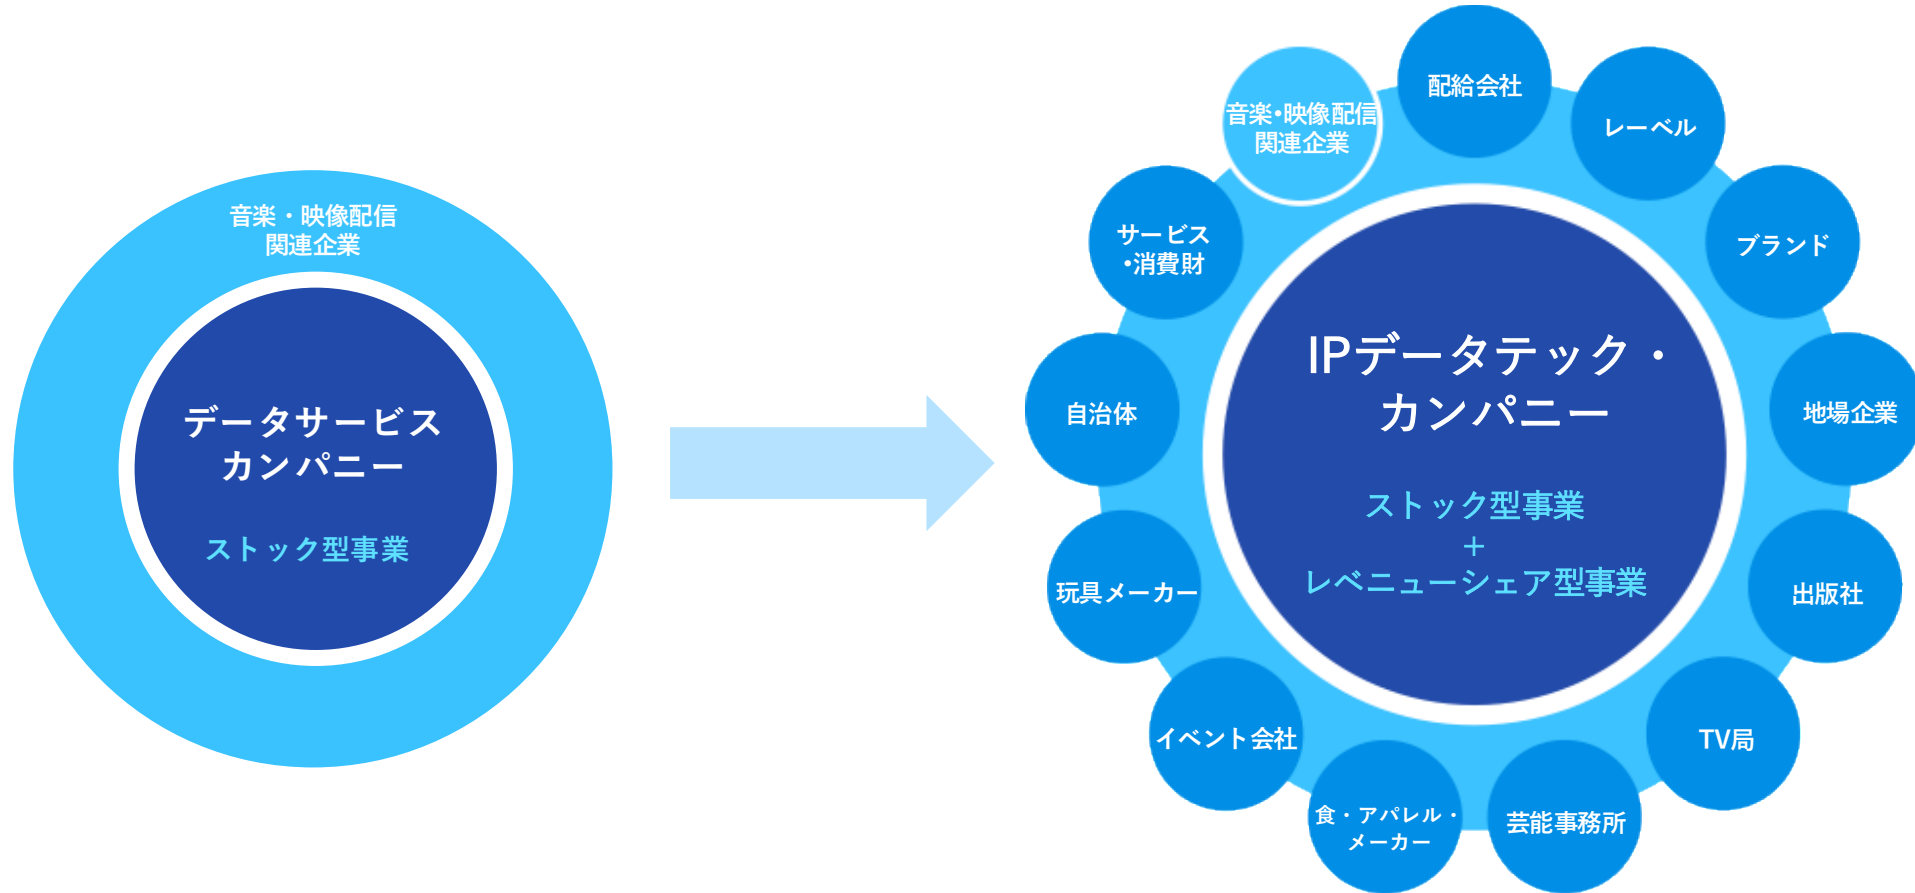 音楽・映像配信
関連企業
データサービス
カンパニー
ストック型事業
配給会社
レーベル
ブランド
地場企業
出版社
TV局
芸能事務所
食・アパレル・
メーカー
イベント会社
玩具メーカー
自治体
サービス
・消費財
音楽・映像配信
関連企業
IPデータテック・
カンパニー
ストック型事業
+
レベニューシェア型事業